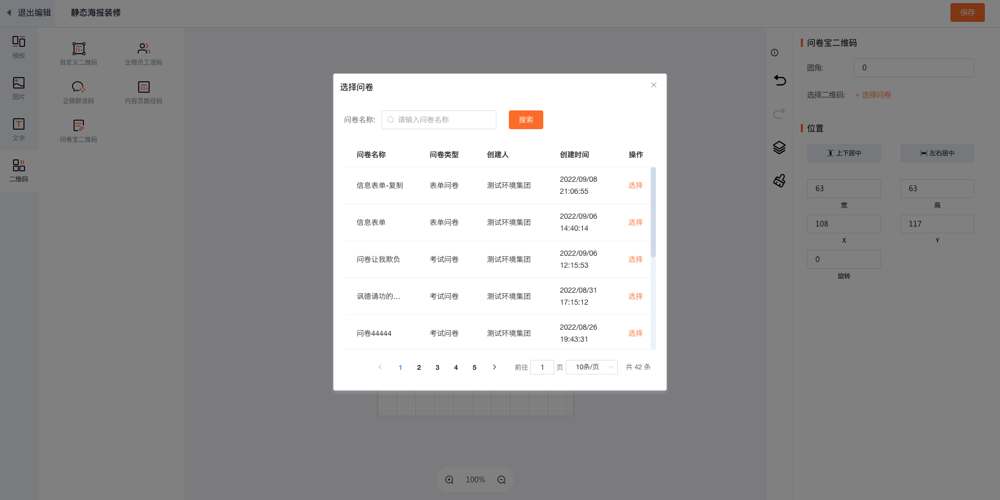 退出编辑
静态海报装修
保存
模板
图片
文字
二维码
自定义二维码
企微员工活码
企微群活码
内容页路径码
问卷宝二维码
选择问卷
问卷名称:
请输入问卷名称
搜索
问卷名称 问卷类型 创建人 创建时间 操作
信息表单-复制 表单问卷 测试环境集团 2022/09/08 21:06:55 选择
信息表单 表单问卷 测试环境集团 2022/09/06 14:40:14 选择
问卷让我欺负 考试问卷 测试环境集团 2022/09/06 12:15:53 选择
讽德诵功的... 考试问卷 测试环境集团 2022/08/31 17:15:12 选择
问卷44444 考试问卷 测试环境集团 2022/08/26 19:43:31 选择
1 2 3 4 5 前往 1 页 10条/页 共 42 条
100%
问卷宝二维码
圆角: 0
选择二维码: + 选择问卷
位置
上下居中 左右居中
63 63
宽 高
108 117
X Y
0
旋转